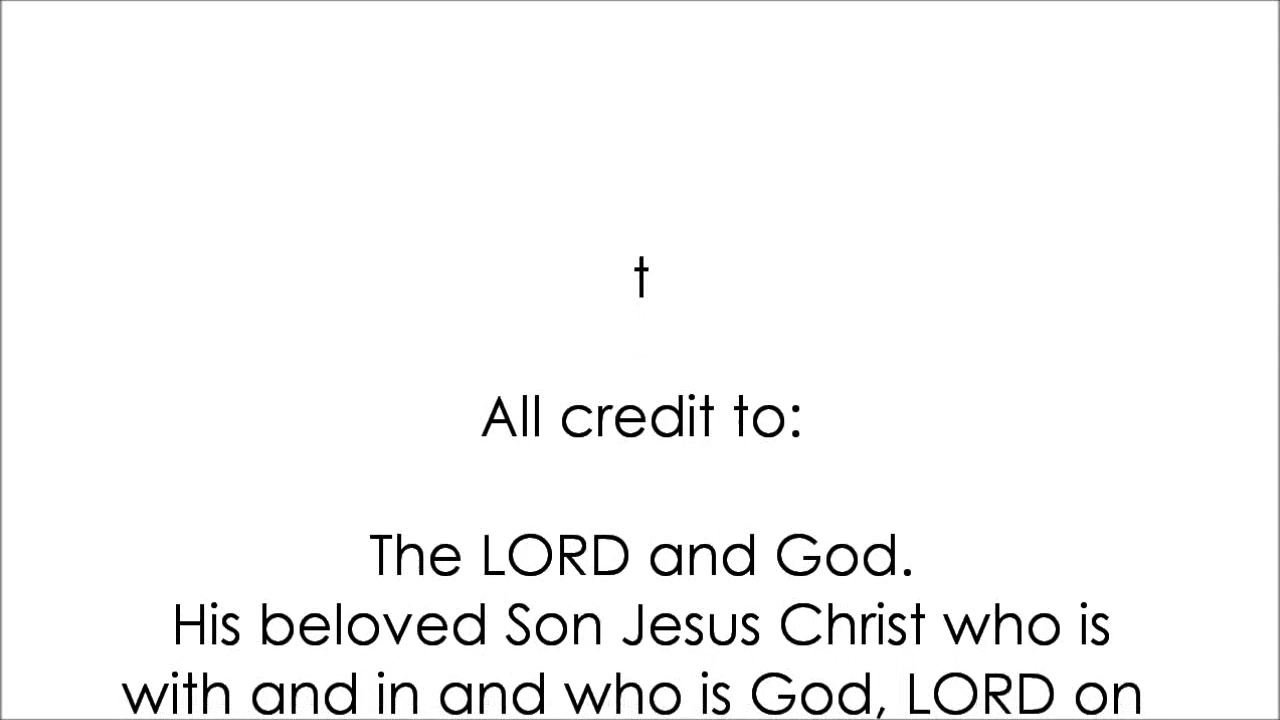 t
All credit to:
The LORD and God.
His beloved Son Jesus Christ who is
with and in and who is God, LORD on